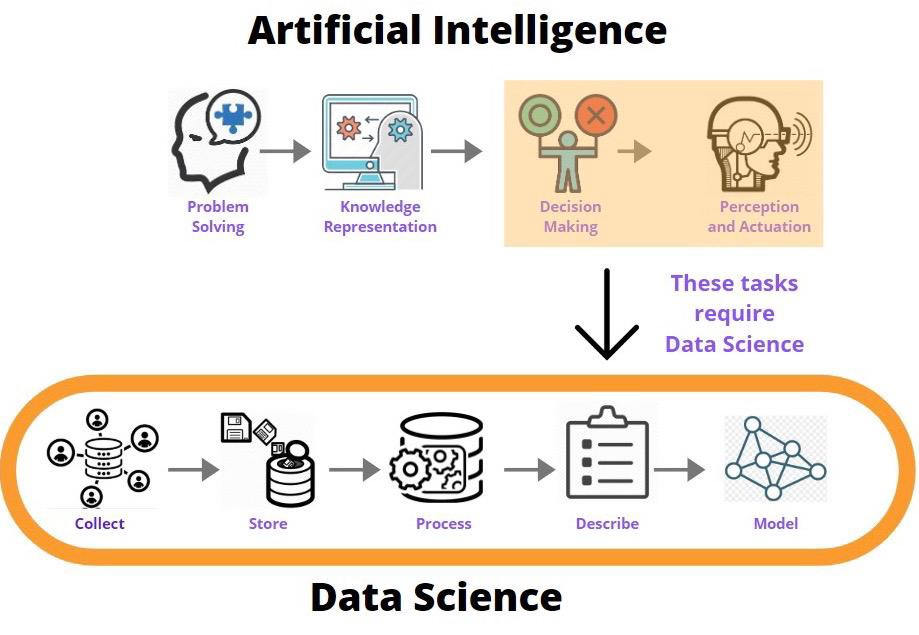 Artificial Intelligence
Problem
Solving
Knowledge
Representation
Decision
Making
Perception
and Actuation
These tasks
require
Data Science
Collect
Store
Process
Describe
Model
Data Science